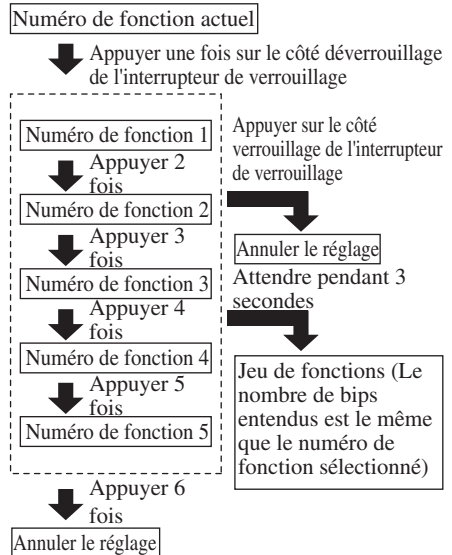 Numéro de fonction actuel
Appuyer une fois sur le côté déverrouillage
de l'interrupteur de verrouillage
Numéro de fonction 1
Appuyer 2
fois
Numéro de fonction 2
Appuyer 3
fois
Numéro de fonction 3
Appuyer 4
fois
Numéro de fonction 4
Appuyer 5
fois
Numéro de fonction 5
Appuyer 6
fois
Annuler le réglage
Appuyer sur le côté
verrouillage de l'interrupteur
de verrouillage
Annuler le réglage
Attendre pendant 3
secondes
Jeu de fonctions (Le
nombre de bips
entendus est le même
que le numéro de
fonction sélectionné)